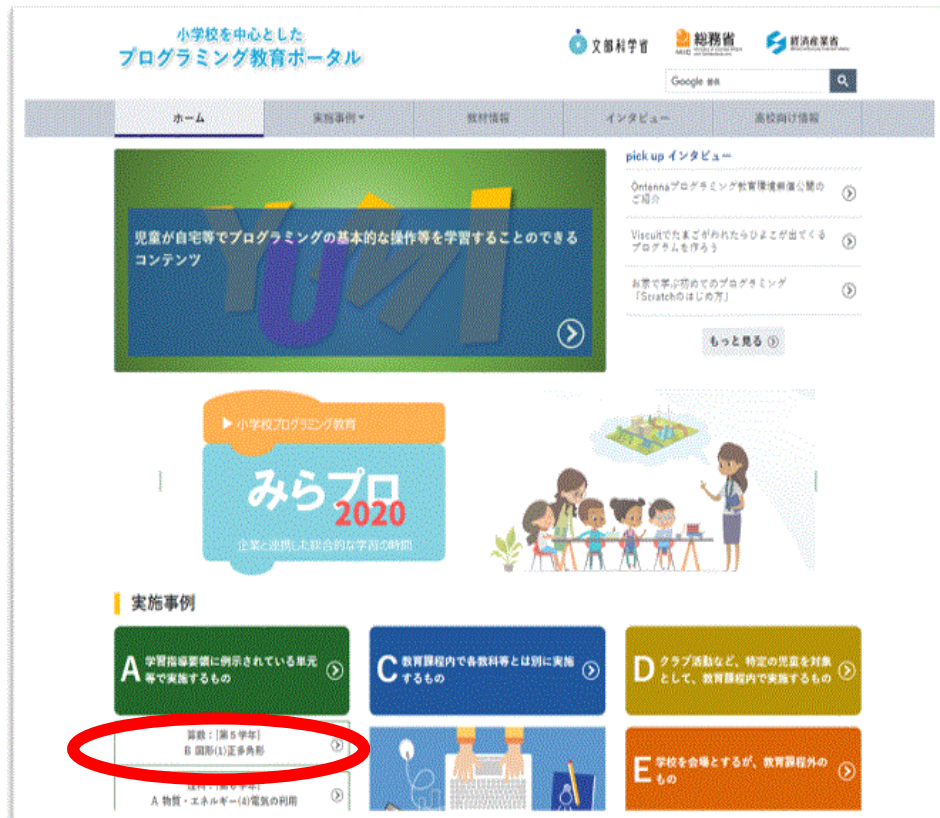 小学校を中心とした
プログラミング教育ポータル
文部科学省
総務省
経済産業省
Google 検索
ホーム
実施事例
教材情報
インタビュー
高校向け情報
YUMI
児童が自宅等でプログラミングの基本的な操作等を学習することのできる
コンテンツ
pick up インタビュー
Ontennaプログラミング教育環境無償公開の
ご紹介
Viscuitでたまごがわれたらひよこが出てくる
プログラムを作ろう
お家で学ぶ初めてのプログラミング
「Scratchのはじめ方」
もっと見る
小学校プログラミング教育
みらプロ
2020
企業と連携した総合的な学習の時間
実施事例
A 学習指導要領に例示されている単元
等で実施するもの
C 教育課程内で各教科等とは別に実施
するもの
D クラブ活動など、特定の児童を対象
として、教育課程内で実施するもの
算数：[第5学年]
B 図形(1)正多角形
理科：[第6学年]
A 物質・エネルギー(4)電気の利用
E 学校を会場とするが、教育課程外の
もの